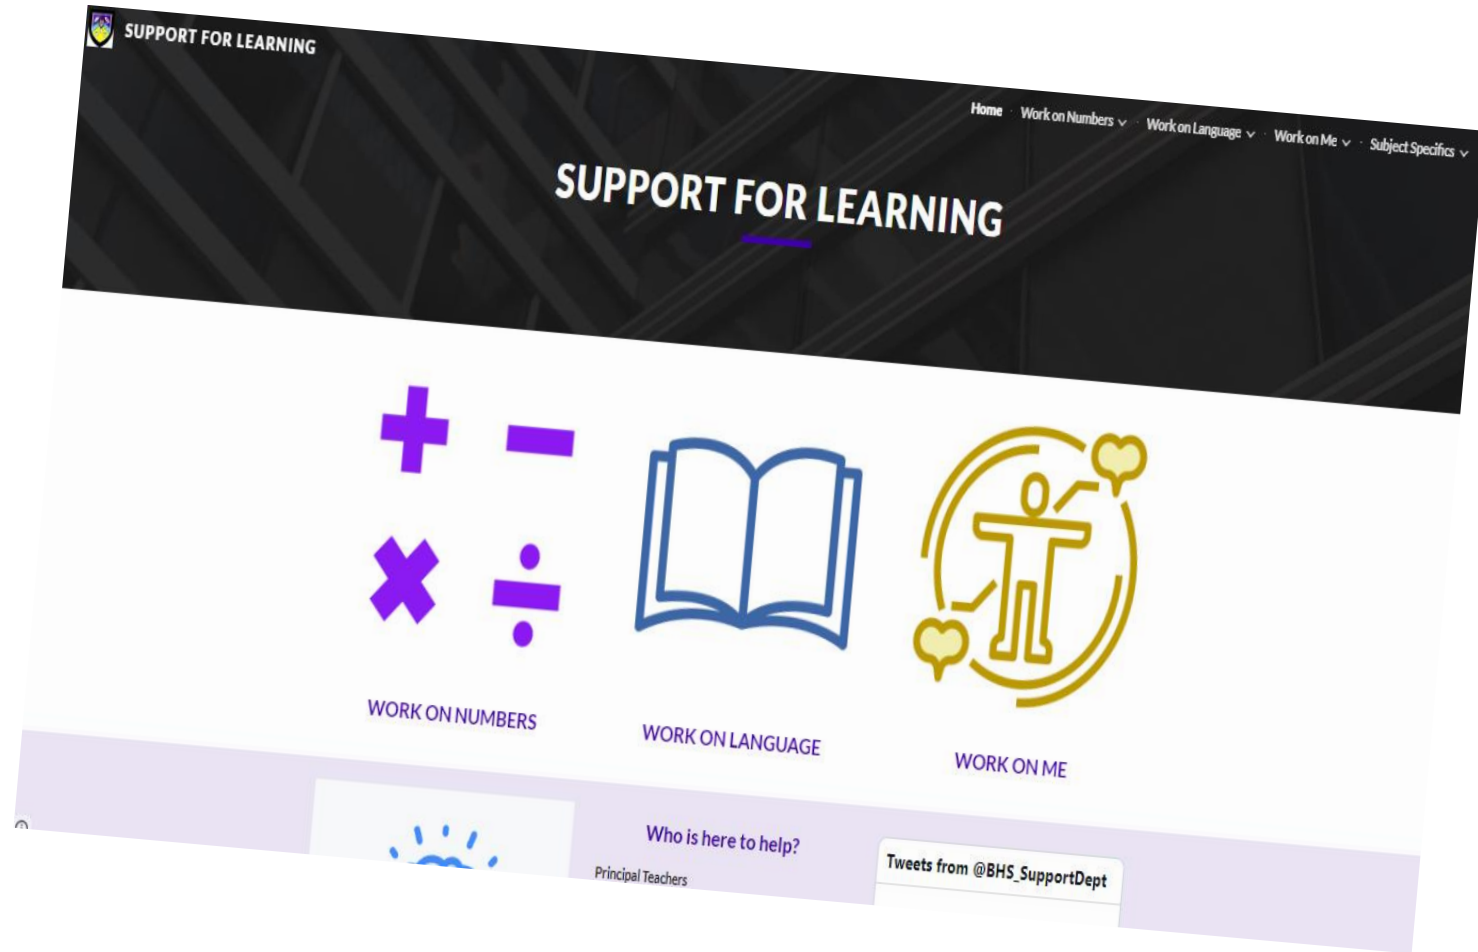 SUPPORT FOR LEARNING
Home Work on Numbers Work on Language Work on Me Subject Specifics
SUPPORT FOR LEARNING
WORK ON NUMBERS
WORK ON LANGUAGE
WORK ON ME
Who is here to help?
Principal Teachers
Tweets from @BHS_SupportDept